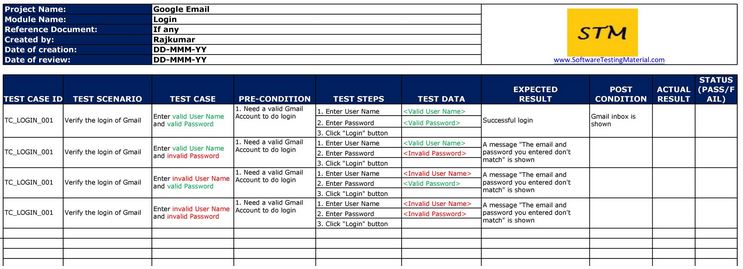 Project Name: Google Email
Module Name: Login
Reference Document: If any
Created by: Rajkumar
Date of creation: DD-MMM-YY
Date of review: DD-MMM-YY
STM
www.SoftwareTestingMaterial.com
TEST CASE ID TEST SCENARIO TEST CASE PRE-CONDITION TEST STEPS TEST DATA EXPECTED RESULT POST CONDITION ACTUAL RESULT STATUS (PASS/FAIL)
TC_LOGIN_001
Verify the login of Gmail
Enter valid User Name
and valid Password
1. Need a valid Gmail
Account to do login
1. Enter User Name
2. Enter Password
3. Click "Login" button
<Valid User Name>
<Valid Password>
Successful login
Gmail inbox is
shown
TC_LOGIN_001
Verify the login of Gmail
Enter valid User Name
and invalid Password
1. Need a valid Gmail
Account to do login
1. Enter User Name
2. Enter Password
3. Click "Login" button
<Valid User Name>
<Invalid Password>
A message "The email and
password you entered don't
match" is shown
TC_LOGIN_001
Verify the login of Gmail
Enter invalid User Name
and valid Password
1. Need a valid Gmail
Account to do login
1. Enter User Name
2. Enter Password
3. Click "Login" button
<Invalid User Name>
<Valid Password>
A message "The email and
password you entered don't
match" is shown
TC_LOGIN_001
Verify the login of Gmail
Enter invalid User Name
and invalid Password
1. Need a valid Gmail
Account to do login
1. Enter User Name
2. Enter Password
3. Click "Login" button
<Invalid User Name>
<Invalid Password>
A message "The email and
password you entered don't
match" is shown